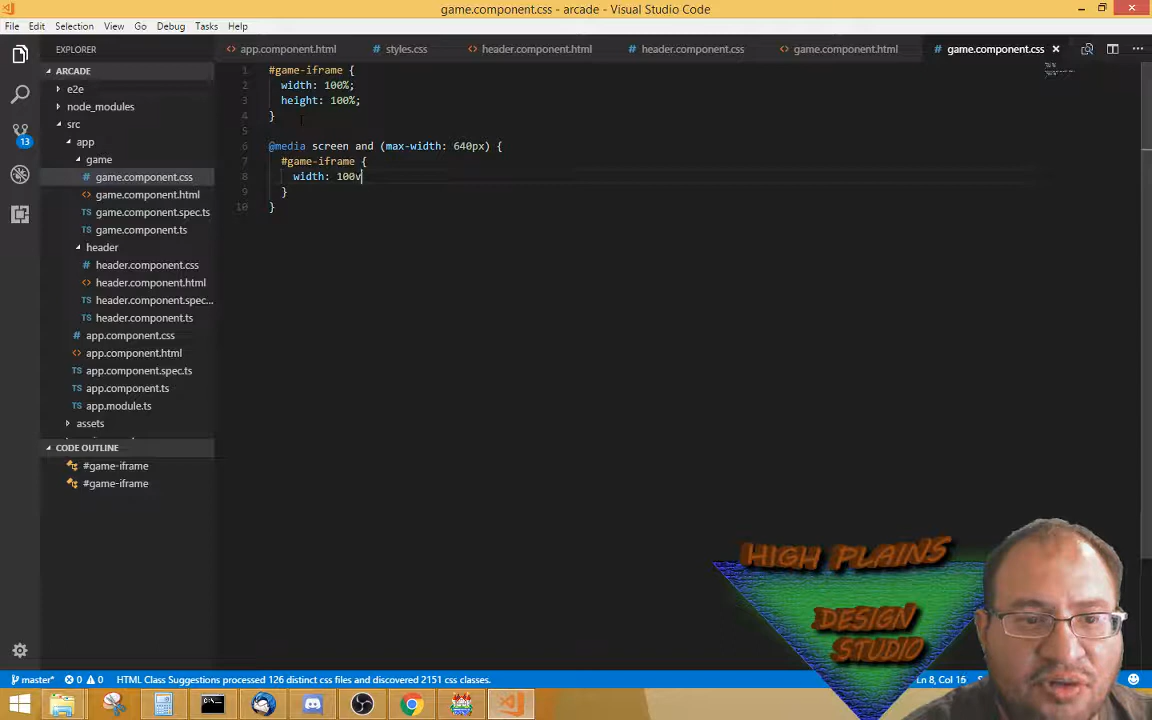 game.component.css - arcade - Visual Studio Code
File Edit Selection View Go Debug Tasks Help
EXPLORER
app.component.html
styles.css
header.component.html
header.component.css
game.component.html
game.component.css
ARCADE
e2e
node_modules
src
app
game
game.component.css
game.component.html
game.component.spec.ts
game.component.ts
header
header.component.css
header.component.html
header.component.spec...
header.component.ts
app.component.css
app.component.html
app.component.spec.ts
app.component.ts
app.module.ts
assets
CODE OUTLINE
#game-iframe
#game-iframe
13
1 #game-iframe {
2 width: 100%;
3 height: 100%;
4 }
5
6 @media screen and (max-width: 640px) {
7 #game-iframe {
8 width: 100v
9 }
10 }
HIGH PLAINS
DESIGN
STUDIO
master* 0 0 HTML Class Suggestions processed 126 distinct css files and discovered 2151 css classes.
Ln 8, Col 16